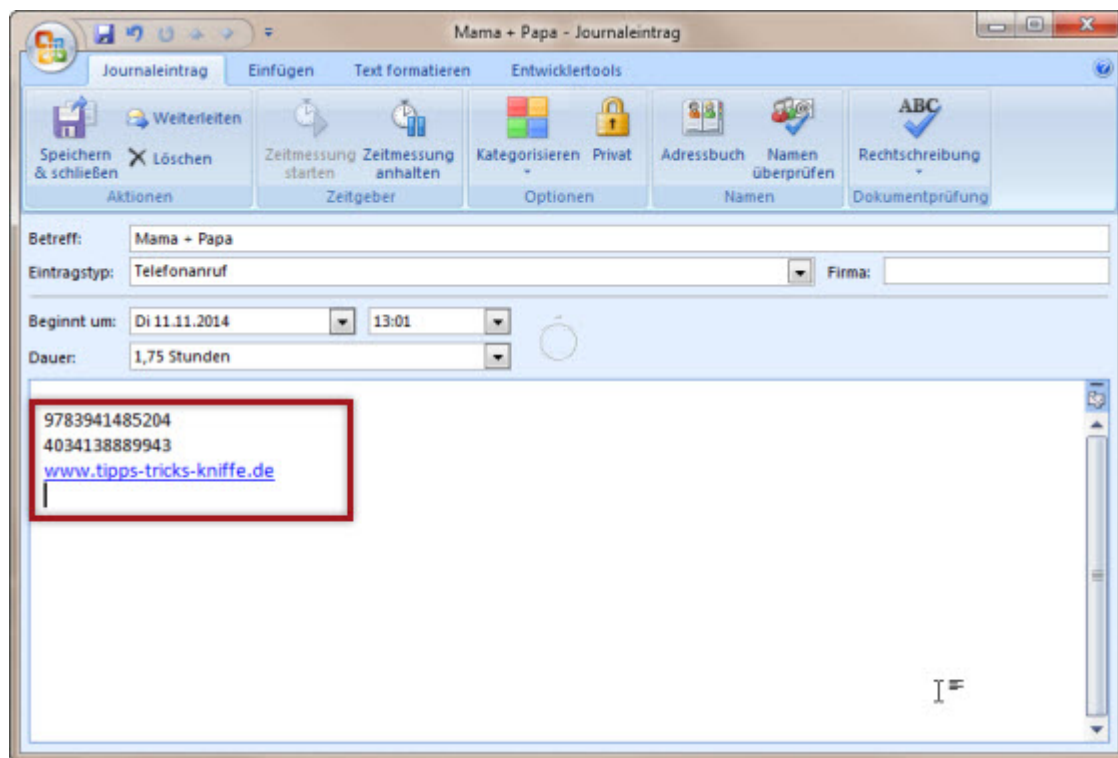 Mama + Papa - Journaleintrag
Journaleintrag Einfügen Text formatieren Entwicklertools
Speichern & schließen
Weiterleiten
Löschen
Aktionen
Zeitmessung starten
Zeitmessung anhalten
Zeitgeber
Kategorisieren
Privat
Optionen
Adressbuch
Namen überprüfen
Namen
ABC
Rechtschreibung
Dokumentprüfung
Betreff: Mama + Papa
Eintragstyp: Telefonanruf Firma:
Beginnt um: Di 11.11.2014 13:01
Dauer: 1,75 Stunden
9783941485204
4034138889943
www.tipps-tricks-kniffe.de